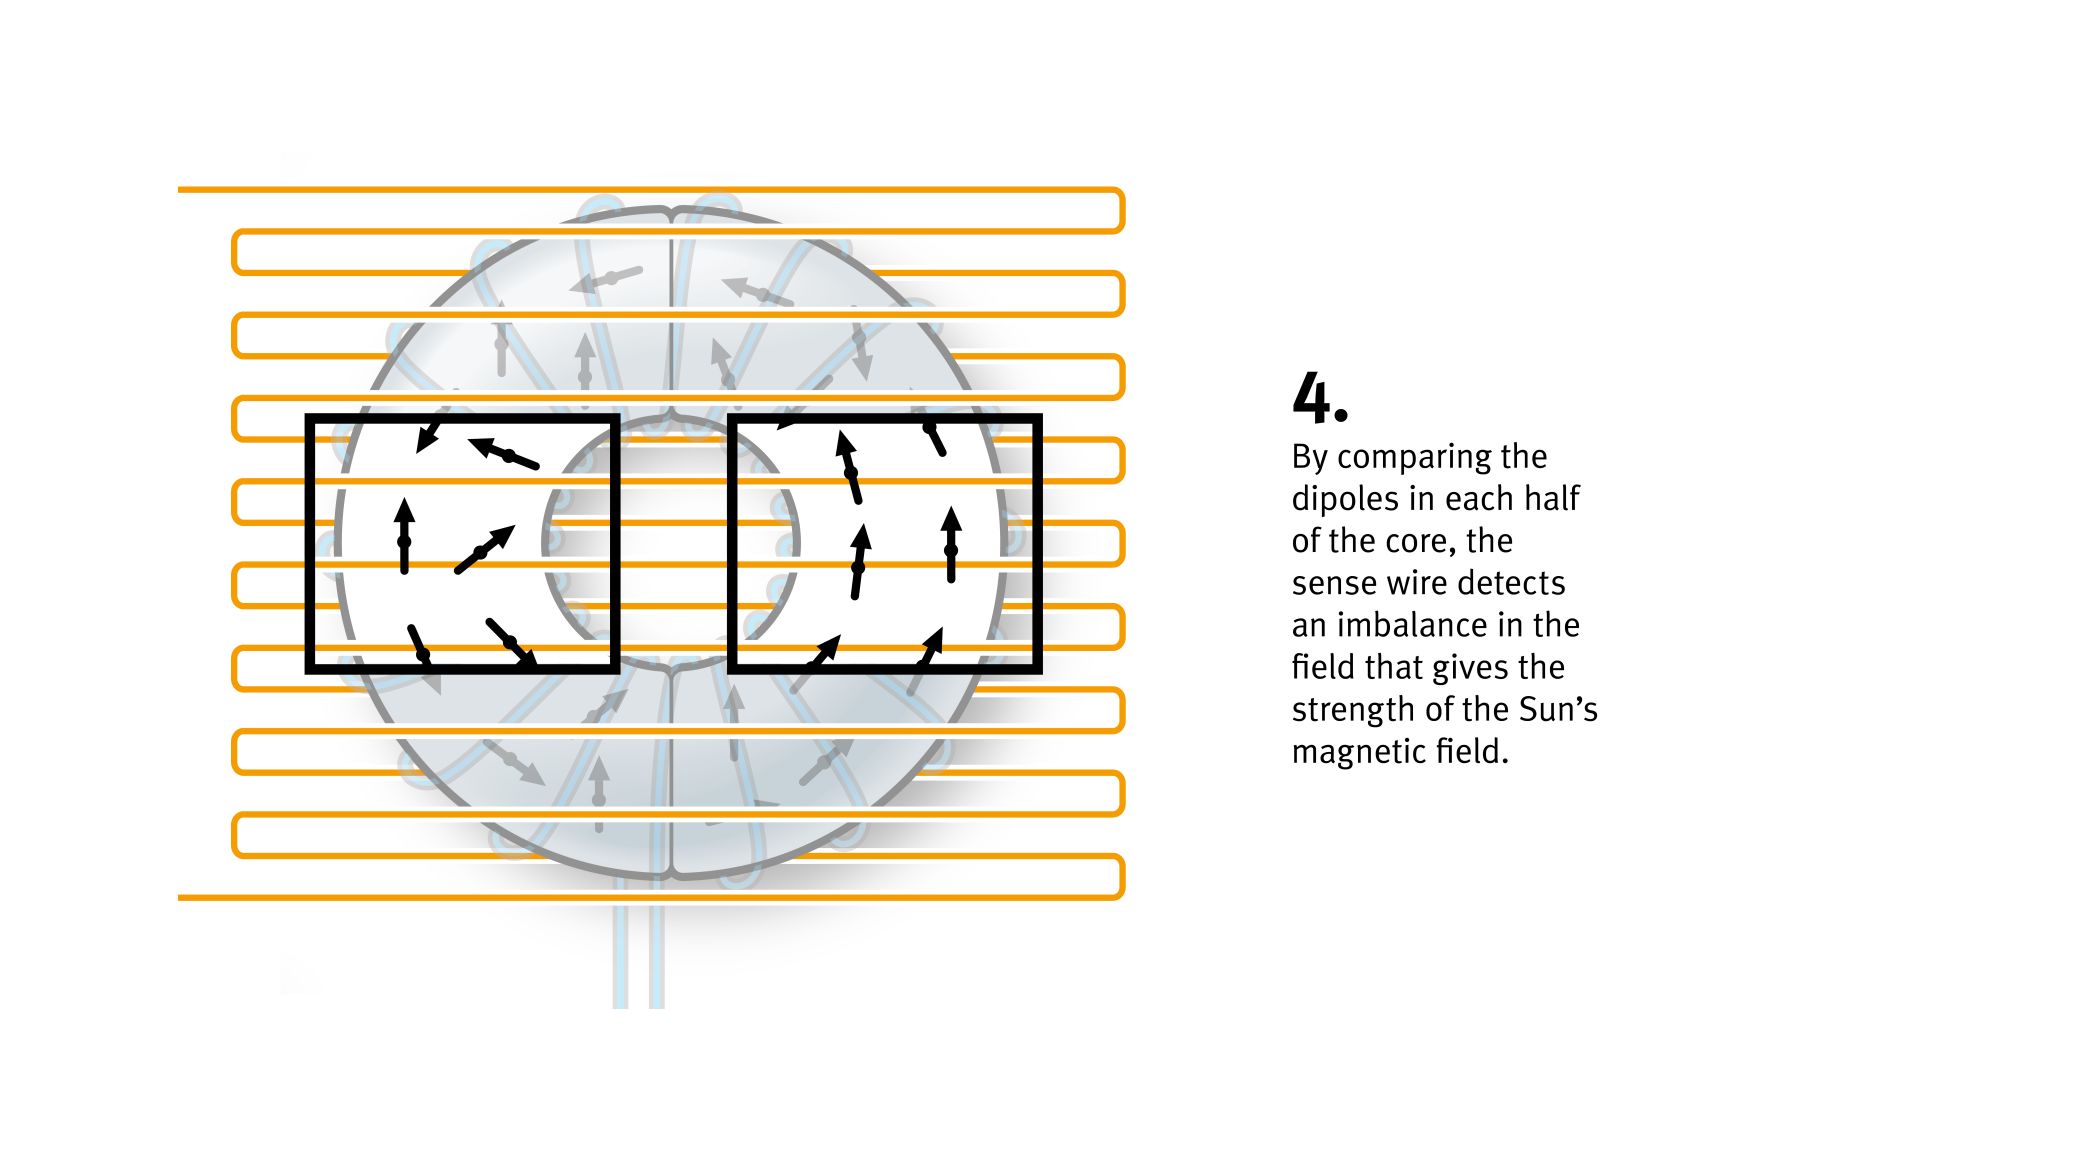 4.
By comparing the
dipoles in each half
of the core, the
sense wire detects
an imbalance in the
field that gives the
strength of the Sun’s
magnetic field.